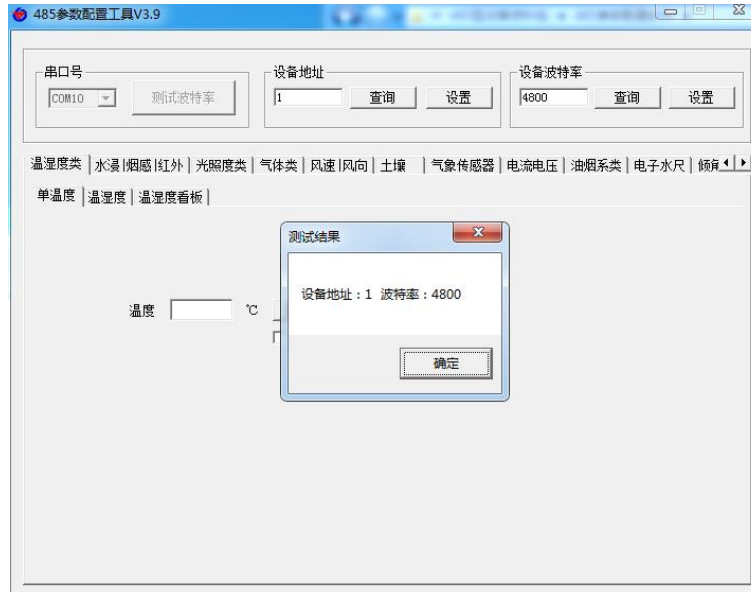 485参数配置工具V3.9
串口号
COM10
测试波特率
设备地址
1
查询
设置
设备波特率
4800
查询
设置
温湿度类
水浸|烟感|红外
光照度类
气体类
风速|风向
土壤
气象传感器
电流电压
油烟系类
电子水尺
单温度
温湿度
温湿度看板
测试结果
设备地址：1 波特率：4800
确定
温度
℃